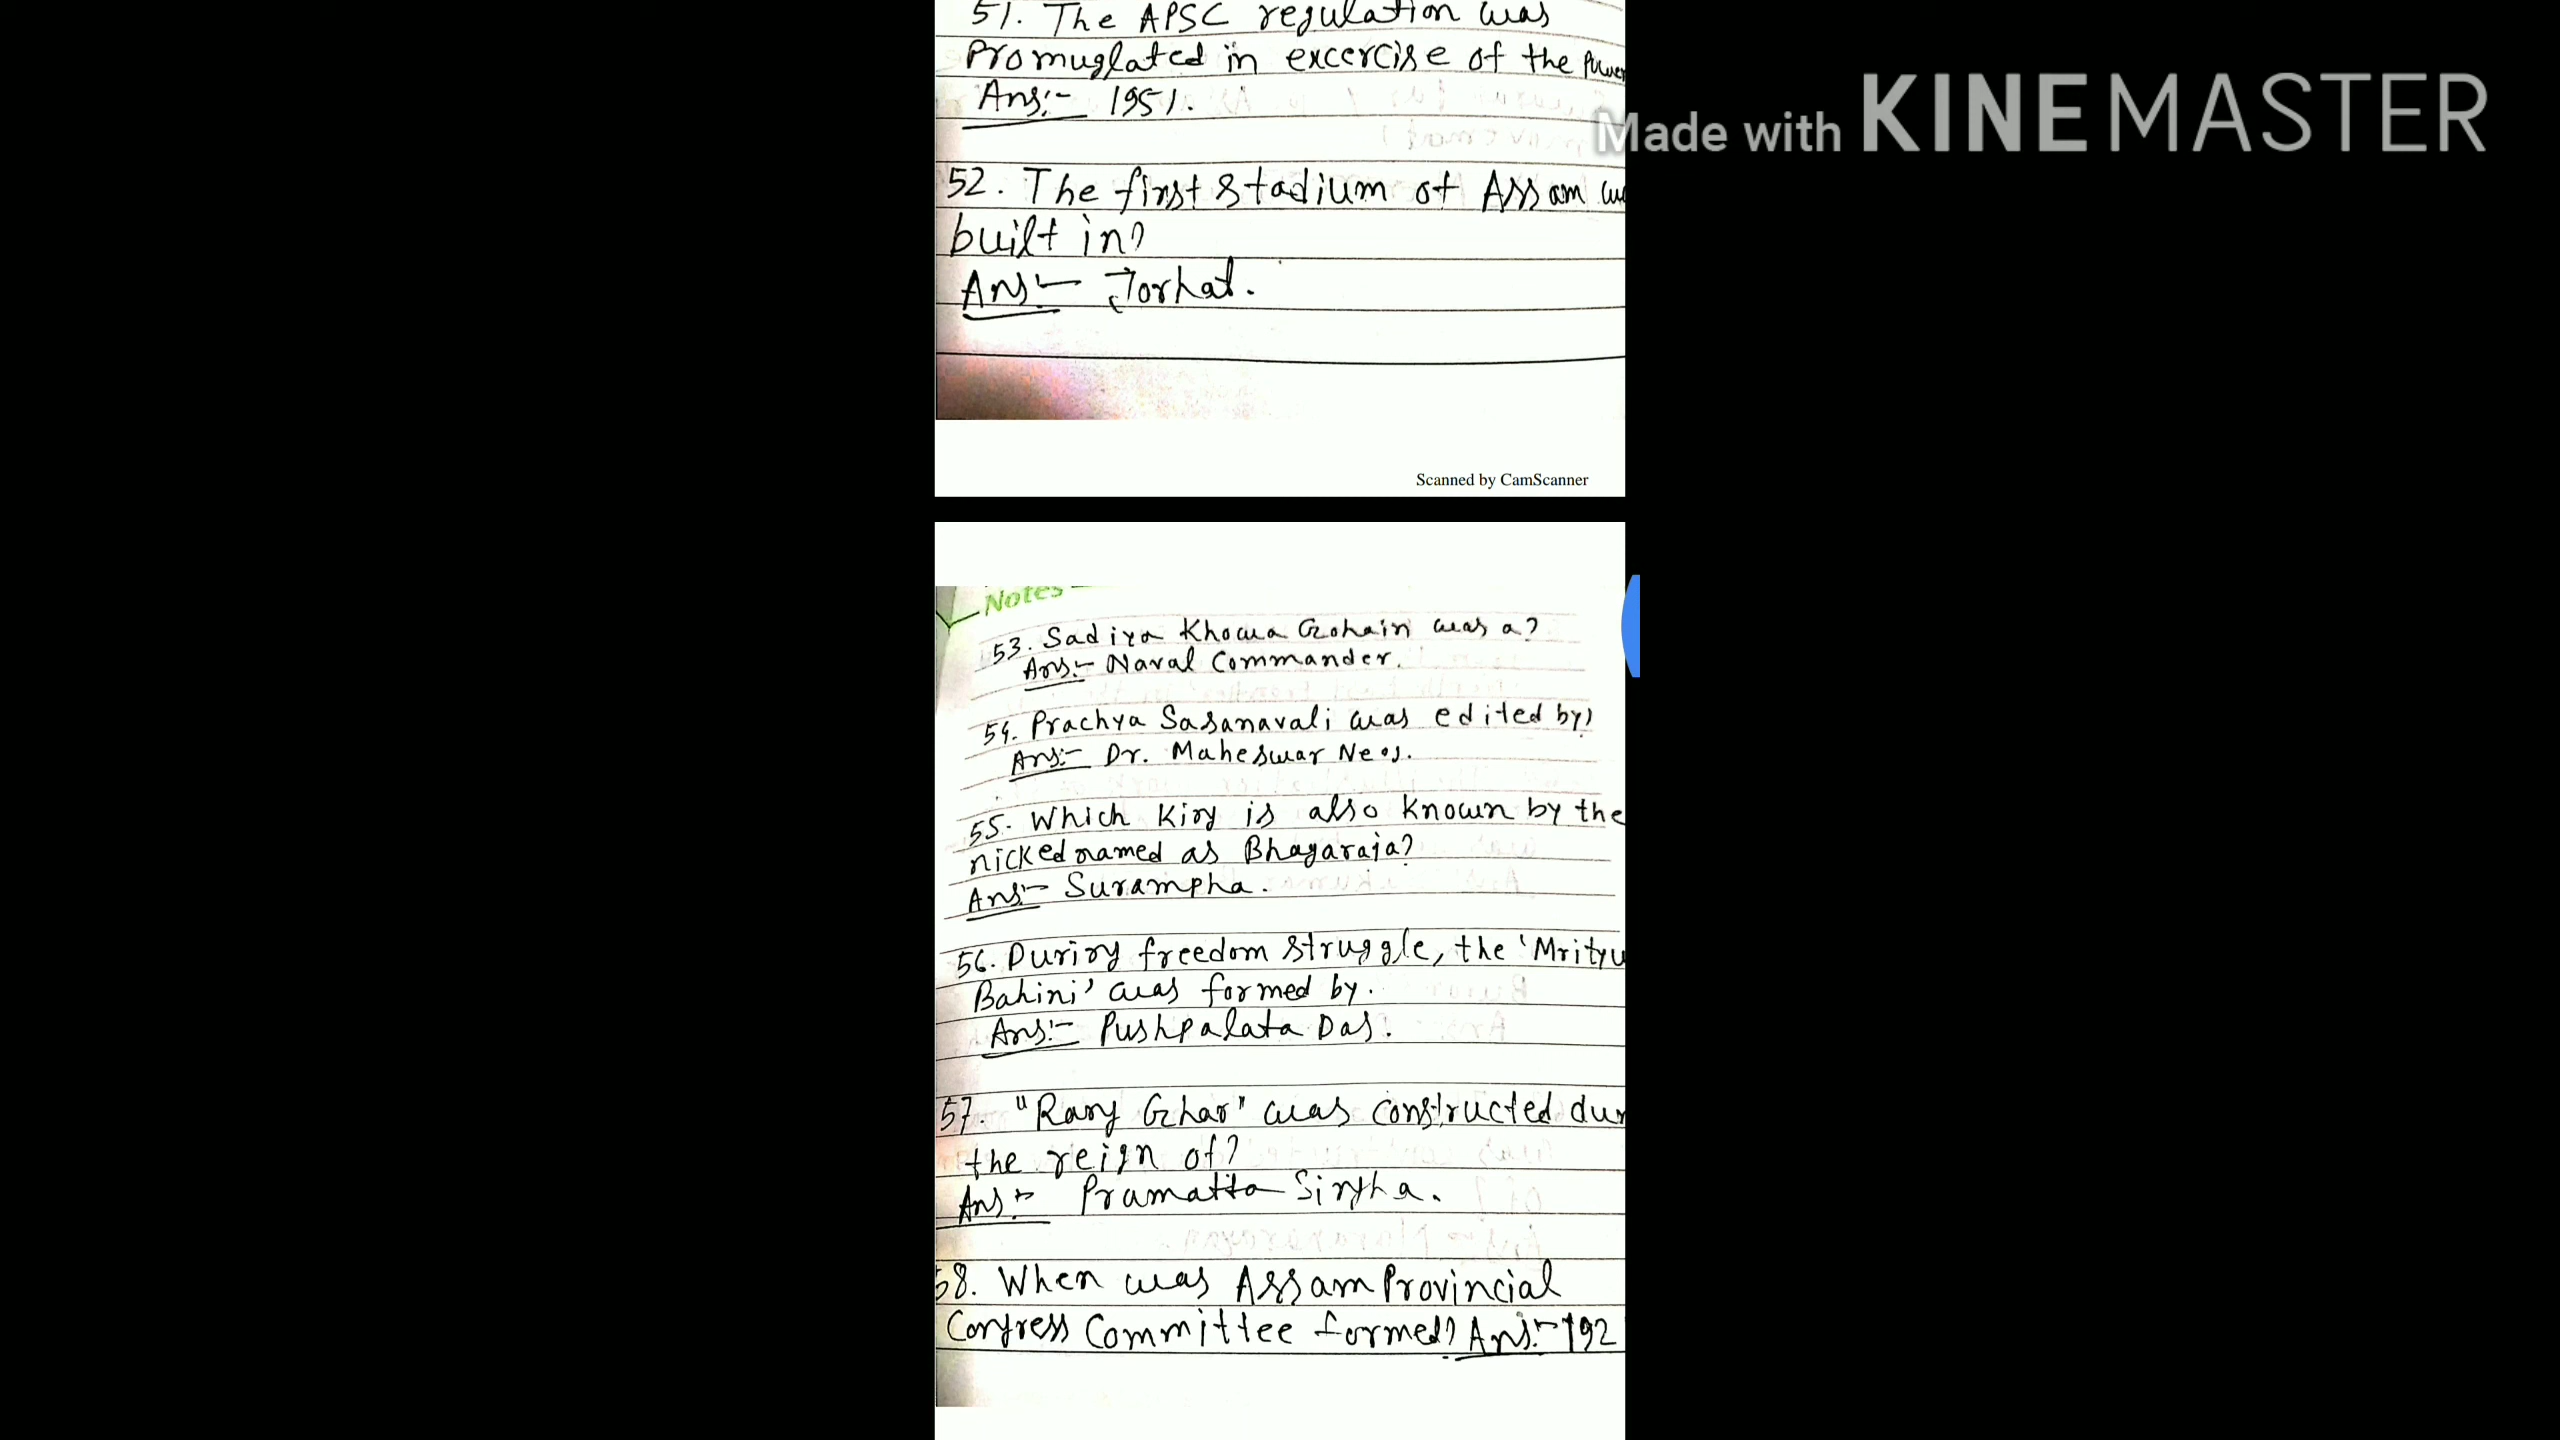 51. The APSC regulation was
Promuglated in excercise of the Power
Ans:- 1951.
Made with KINEMASTER
52. The first Stadium of Assam
built in?
Ans:- Jorhat.
Scanned by CamScanner
Notes
53. Sadiya Khowa Gohain was a?
Ans:- Naval Commander.
54. Prachya Sasanavali was edited by?
Ans:- Dr. Maheswar Neog.
55. Which King is also known by the
nickednamed as Bhagaraja?
Ans:- Surampha.
56. During freedom struggle, the 'Mrityu
Bahini' was formed by.
Ans:- Pushpalata Das.
57. "Rang Ghar" was constructed dur
the reign of?
Ans:- Pramatta Singha.
58. When was Assam Provincial
Congress Committee formed? Ans:- 192